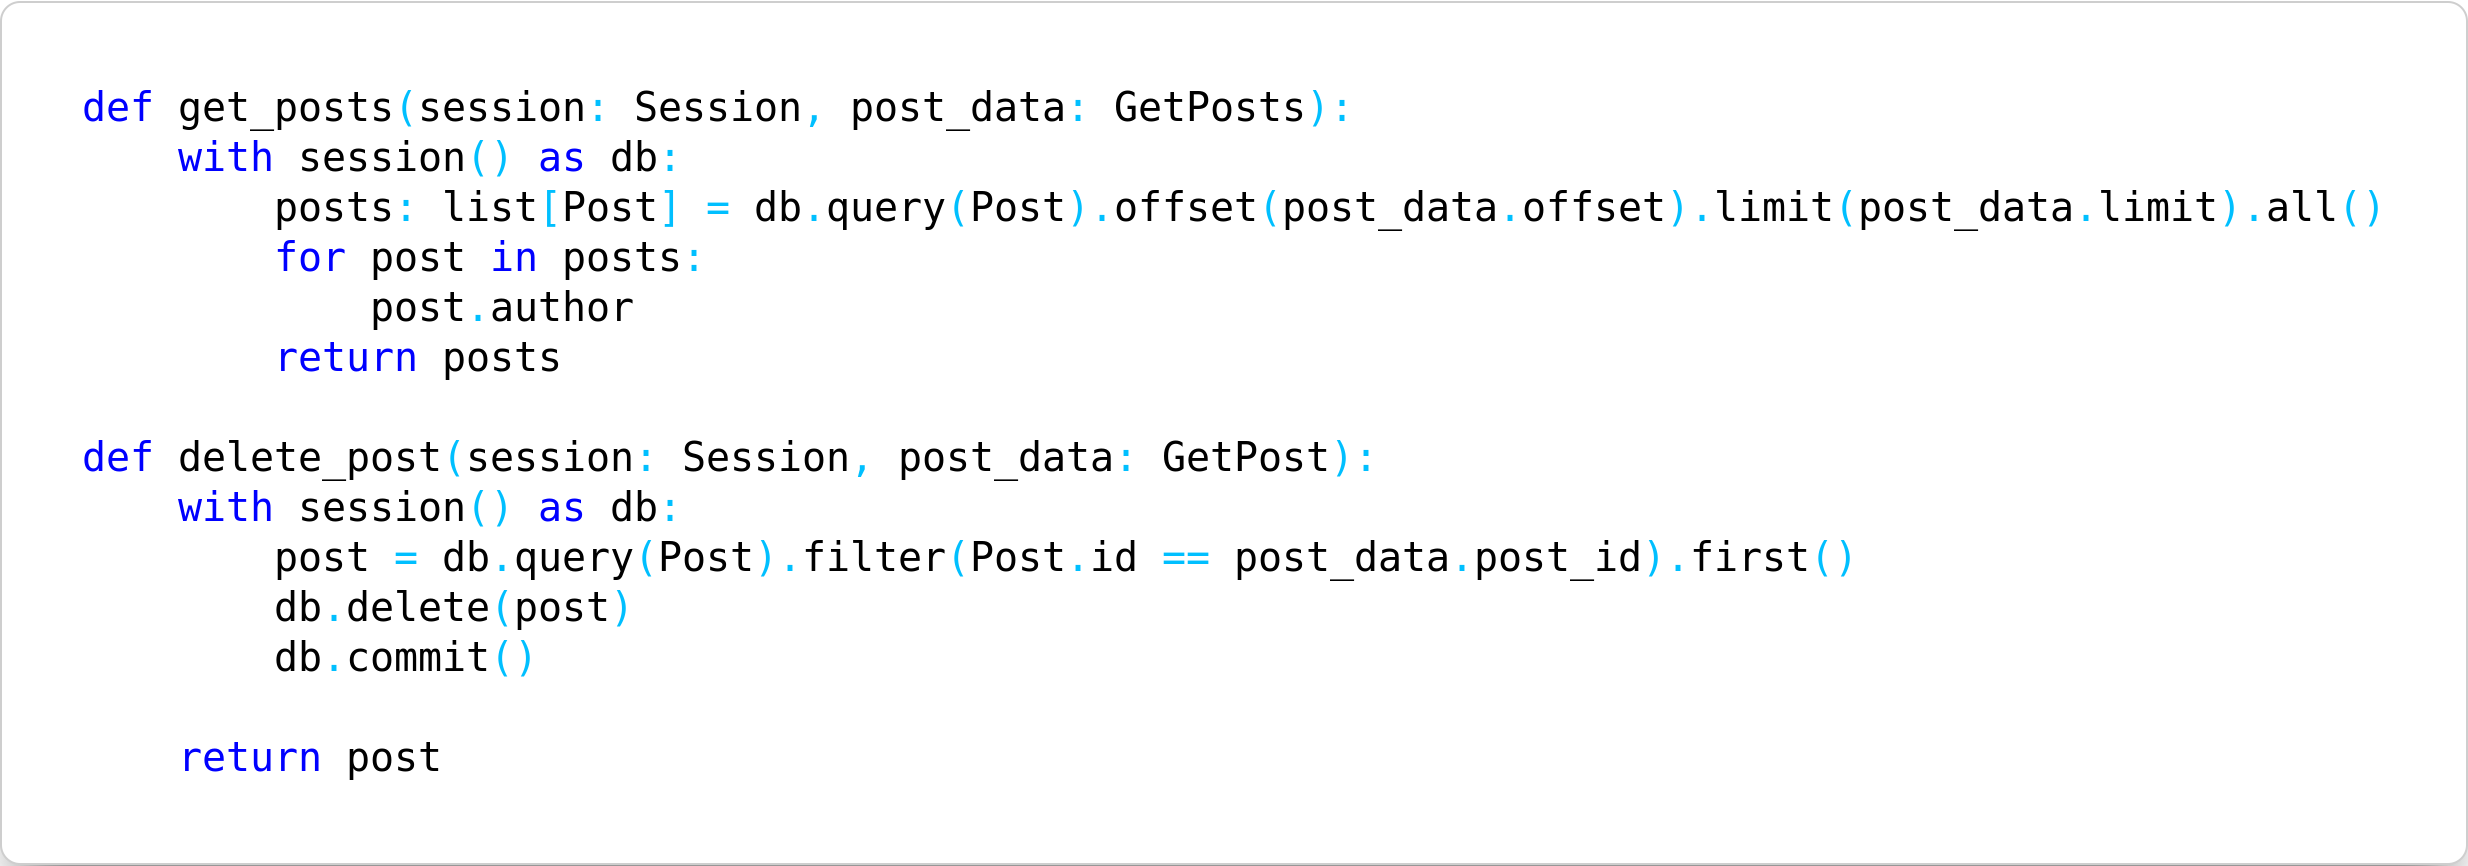 def get_posts(session: Session, post_data: GetPosts):
    with session() as db:
        posts: list[Post] = db.query(Post).offset(post_data.offset).limit(post_data.limit).all()
        for post in posts:
            post.author
        return posts

def delete_post(session: Session, post_data: GetPost):
    with session() as db:
        post = db.query(Post).filter(Post.id == post_data.post_id).first()
        db.delete(post)
        db.commit()

    return post